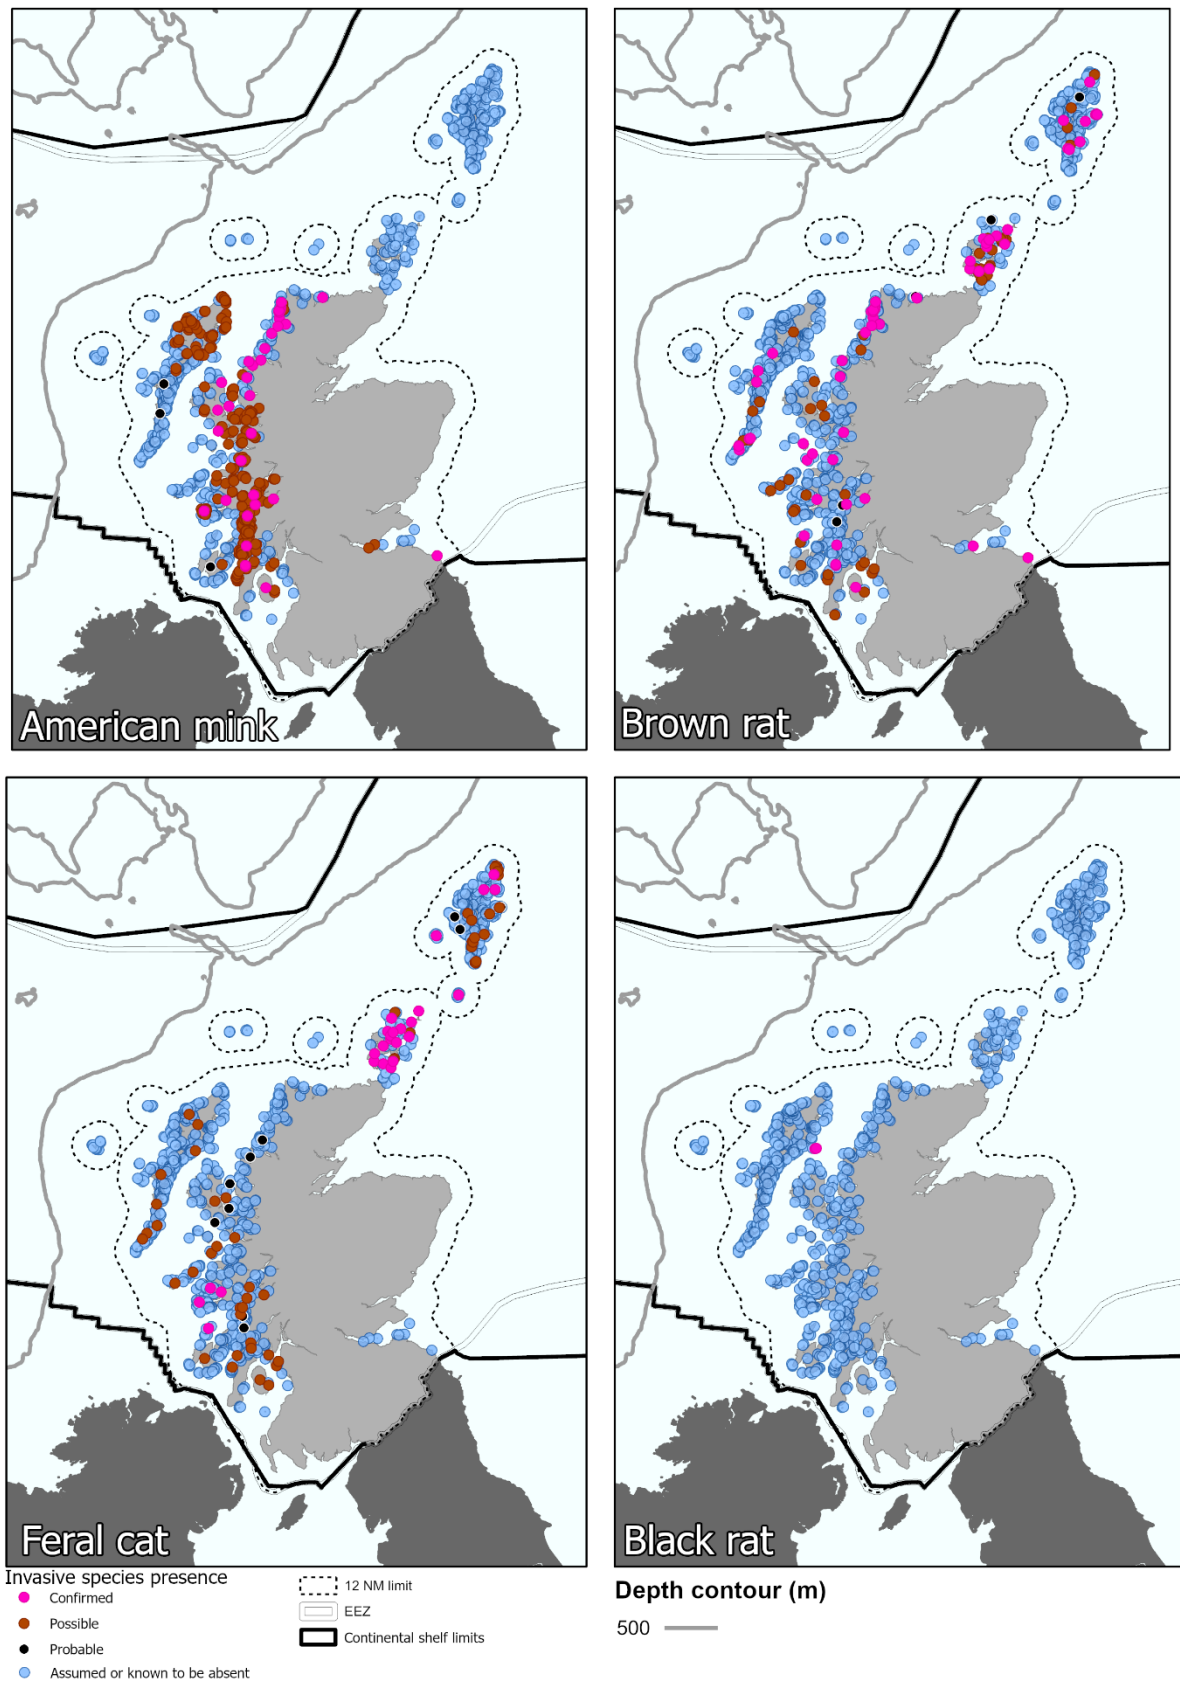 American mink
Brown rat
Feral cat
Black rat
Invasive species presence
Confirmed
Possible
Probable
Assumed or known to be absent
12 NM limit
EEZ
Continental shelf limits
Depth contour (m)
500